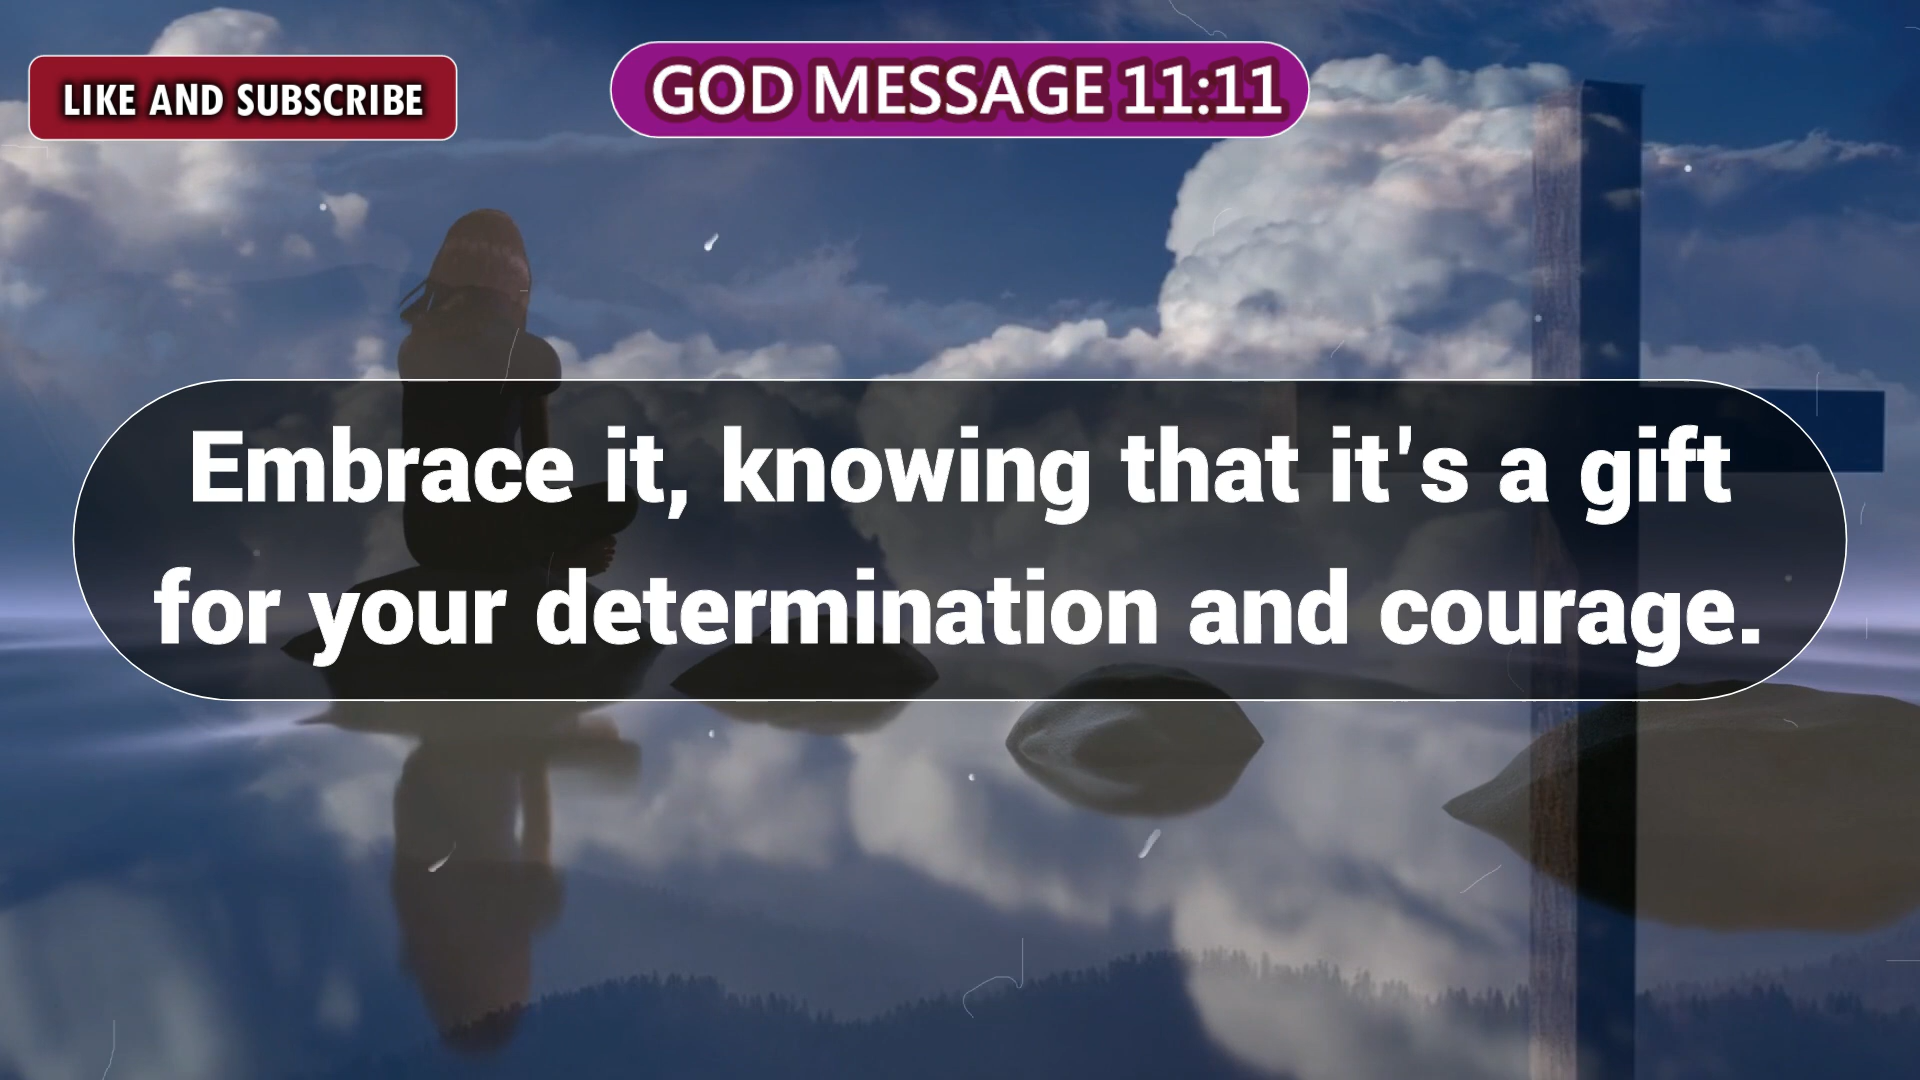 LIKE AND SUBSCRIBE
GOD MESSAGE 11:11
Embrace it, knowing that it's a gift
for your determination and courage.